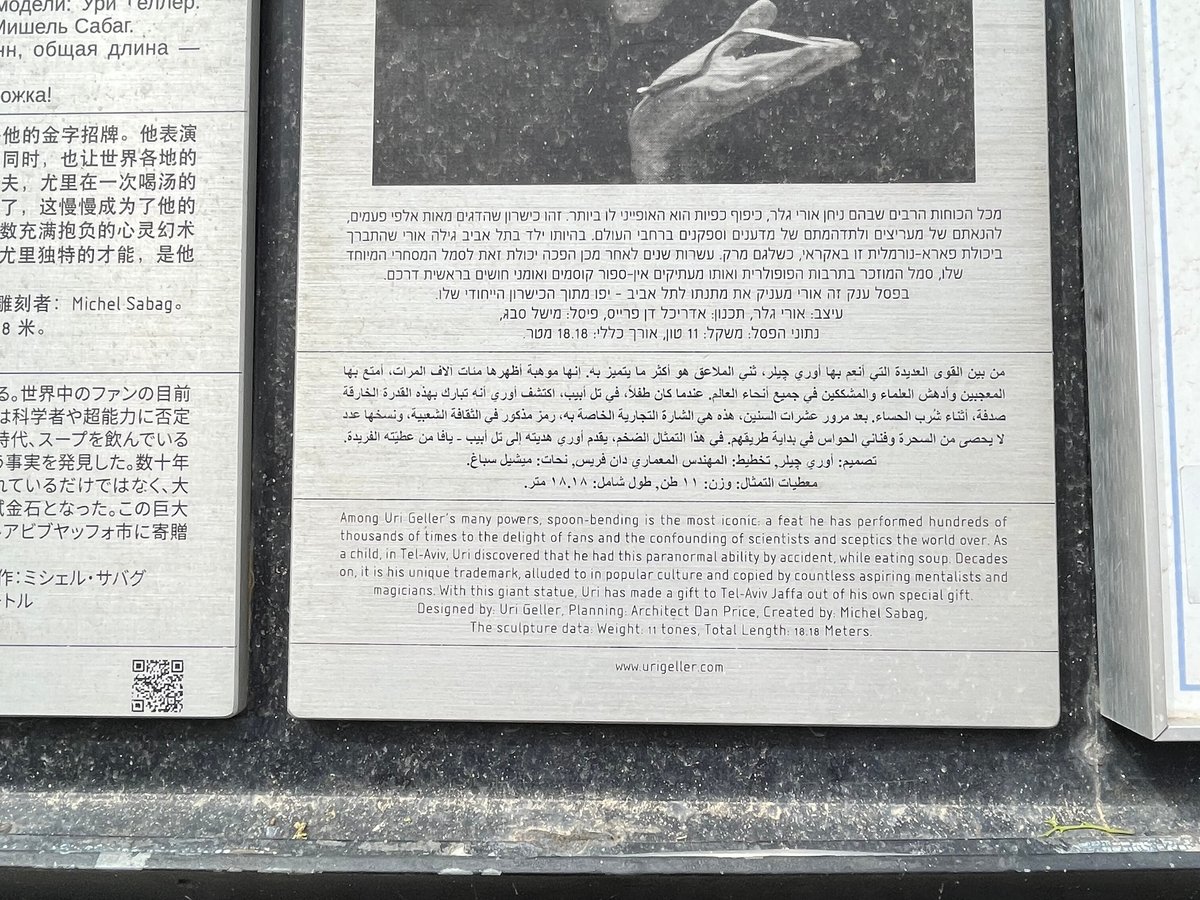 модели: Ури Геллер.
Мишель Сабаг.
нн, общая длина —
ожка!
他的金字招牌。他表演
同时，也让世界各地的
夫，尤里在一次喝汤的
了，这慢慢成为了他的
数充满抱负的心灵幻术
尤里独特的才能，是他
雕刻者： Michel Sabag。
8 米。
る。世界中のファンの目前
は科学者や超能力に否定
時代、スープを飲んでいる
う事実を発見した。数十年
れているだけではなく、大
試金石となった。この巨大
ルアビブヤッフォ市に寄贈
作：ミシェル・サバグ
ートル
מכל הכוחות הרבים שבהם ניחן אורי גלר, כיפוף כפיות הוא האופייני לו ביותר. זהו כישרון שהדגים מאות אלפי פעמים,
להנאתם של מעריצים ולתדהמתם של מדענים וספקנים ברחבי העולם. בהיותו ילד בתל אביב גילה אורי שהתברך
ביכולת פארא-נורמלית זו באקראי, כשלגם מרק. עשרות שנים לאחר מכן הפכה יכולת זאת לסמל המסחרי המיוחד
שלו, סמל המוזכר בתרבות הפופולרית ואותו מעתיקים אין-ספור קוסמים ואומני חושים בראשית דרכם.
בפסל ענק זה אורי מעניק את מתנתו לתל אביב - יפו מתוך הכישרון הייחודי שלו.
עיצב: אורי גלר, תכנון: אדריכל דן פרייס, פיסל: מישל סבג,
נתוני הפסל: משקל: 11 טון, אורך כללי: 18.18 מטר.
من بين القوى العديدة التي أنعم بها أوري چيلر، ثني الملاعق هو أكثر ما يتميز به. إنها موهبة أظهرها مئات الاف المرات، أمتع بها
المعجبين وأدهش العلماء والمشككين في جميع أنحاء العالم. عندما كان طفلاً، في تل أبيب، اكتشف أوري أنه تبارك بهذه القدرة الخارقة
صدفة، أثناء شُرب الحساء. بعد مرور عشرات السنين، هذه هي الشارة التجارية الخاصة به، رمز مذكور في الثقافة الشعبية، ونسخها عدد
لا يحصى من السحرة وفناني الحواس في بداية طريقهم. في هذا التمثال الضخم، يقدم أوري هديته إلى تل أبيب - يافا من عطيته الفريدة.
تصميم: أوري چيلر, تخطيط: المهندس المعماري دان فريس, نحات: ميشيل سباغ.
معطيات التمثال: وزن: ١١ طن, طول شامل: ١٨.١٨ متر.
Among Uri Geller's many powers, spoon-bending is the most iconic: a feat he has performed hundreds of
thousands of times to the delight of fans and the confounding of scientists and sceptics the world over. As
a child, in Tel-Aviv, Uri discovered that he had this paranormal ability by accident, while eating soup. Decades
on, it is his unique trademark, alluded to in popular culture and copied by countless aspiring mentalists and
magicians. With this giant statue, Uri has made a gift to Tel-Aviv Jaffa out of his own special gift.
Designed by: Uri Geller, Planning: Architect Dan Price, Created by: Michel Sabag,
The sculpture data: Weight: 11 tones, Total Length: 18.18 Meters.
www.urigeller.com